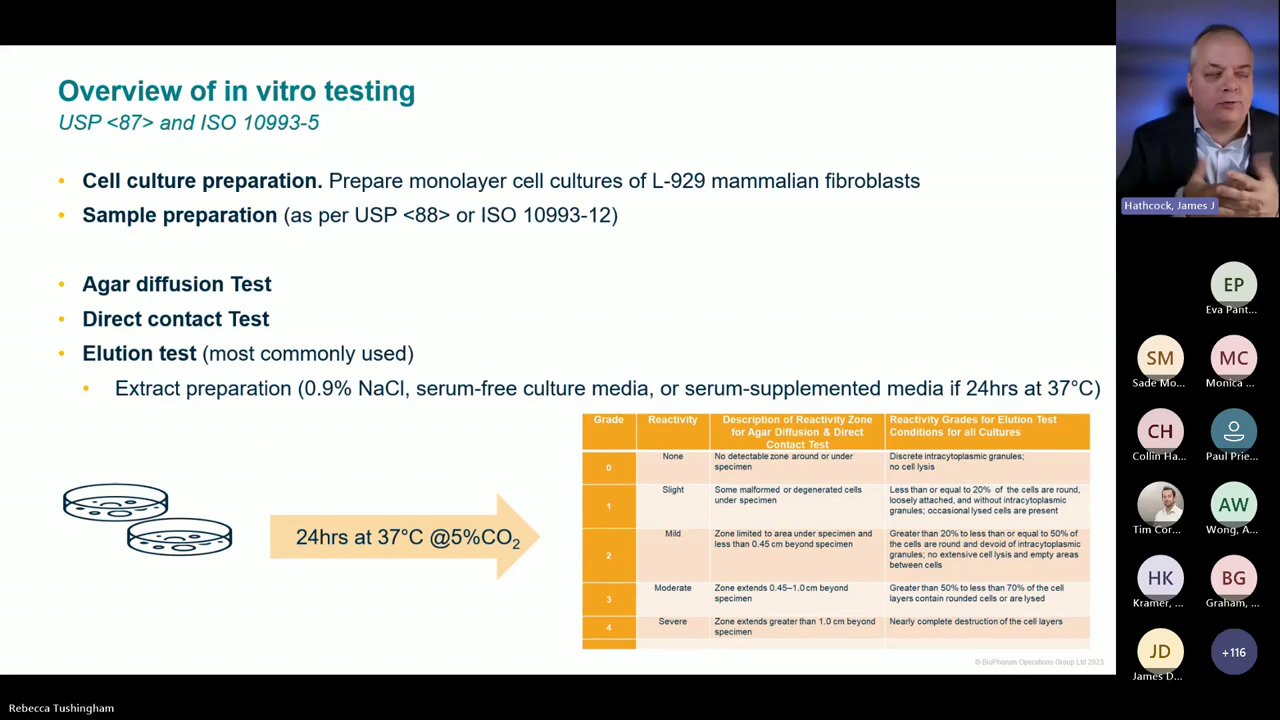 Overview of in vitro testing
USP <87> and ISO 10993-5
• Cell culture preparation. Prepare monolayer cell cultures of L-929 mammalian fibroblasts
• Sample preparation (as per USP <88> or ISO 10993-12)
• Agar diffusion Test
• Direct contact Test
• Elution test (most commonly used)
• Extract preparation (0.9% NaCl, serum-free culture media, or serum-supplemented media if 24hrs at 37°C)
24hrs at 37°C @5%CO₂
Grade
Reactivity
Description of Reactivity Zone
for Agar Diffusion & Direct
Contact Test
Reactivity Grades for Elution Test
Conditions for all Cultures
0
None
No detectable zone around or under
specimen
Discrete intracytoplasmic granules;
no cell lysis
1
Slight
Some malformed or degenerated cells
under specimen
Less than or equal to 20% of the cells are round,
loosely attached, and without intracytoplasmic
granules; occasional lysed cells are present
2
Mild
Zone limited to area under specimen and
less than 0.45 cm beyond specimen
Greater than 20% to less than or equal to 50% of
the cells are round and devoid of intracytoplasmic
granules; no extensive cell lysis and empty areas
between cells
3
Moderate
Zone extends 0.45–1.0 cm beyond
specimen
Greater than 50% to less than 70% of the cell
layers contain rounded cells or are lysed
4
Severe
Zone extends greater than 1.0 cm beyond
specimen
Nearly complete destruction of the cell layers
© BioPhorum Operations Group Ltd 2023
Hathcock, James J
EP
Eva Pant...
SM
Sade Mo...
MC
Monica ...
CH
Collin Ha...
Paul Prie...
Tim Cor...
AW
Wong, A...
HK
Kramer, ...
BG
Graham, ...
JD
James D...
+116
Rebecca Tushingham